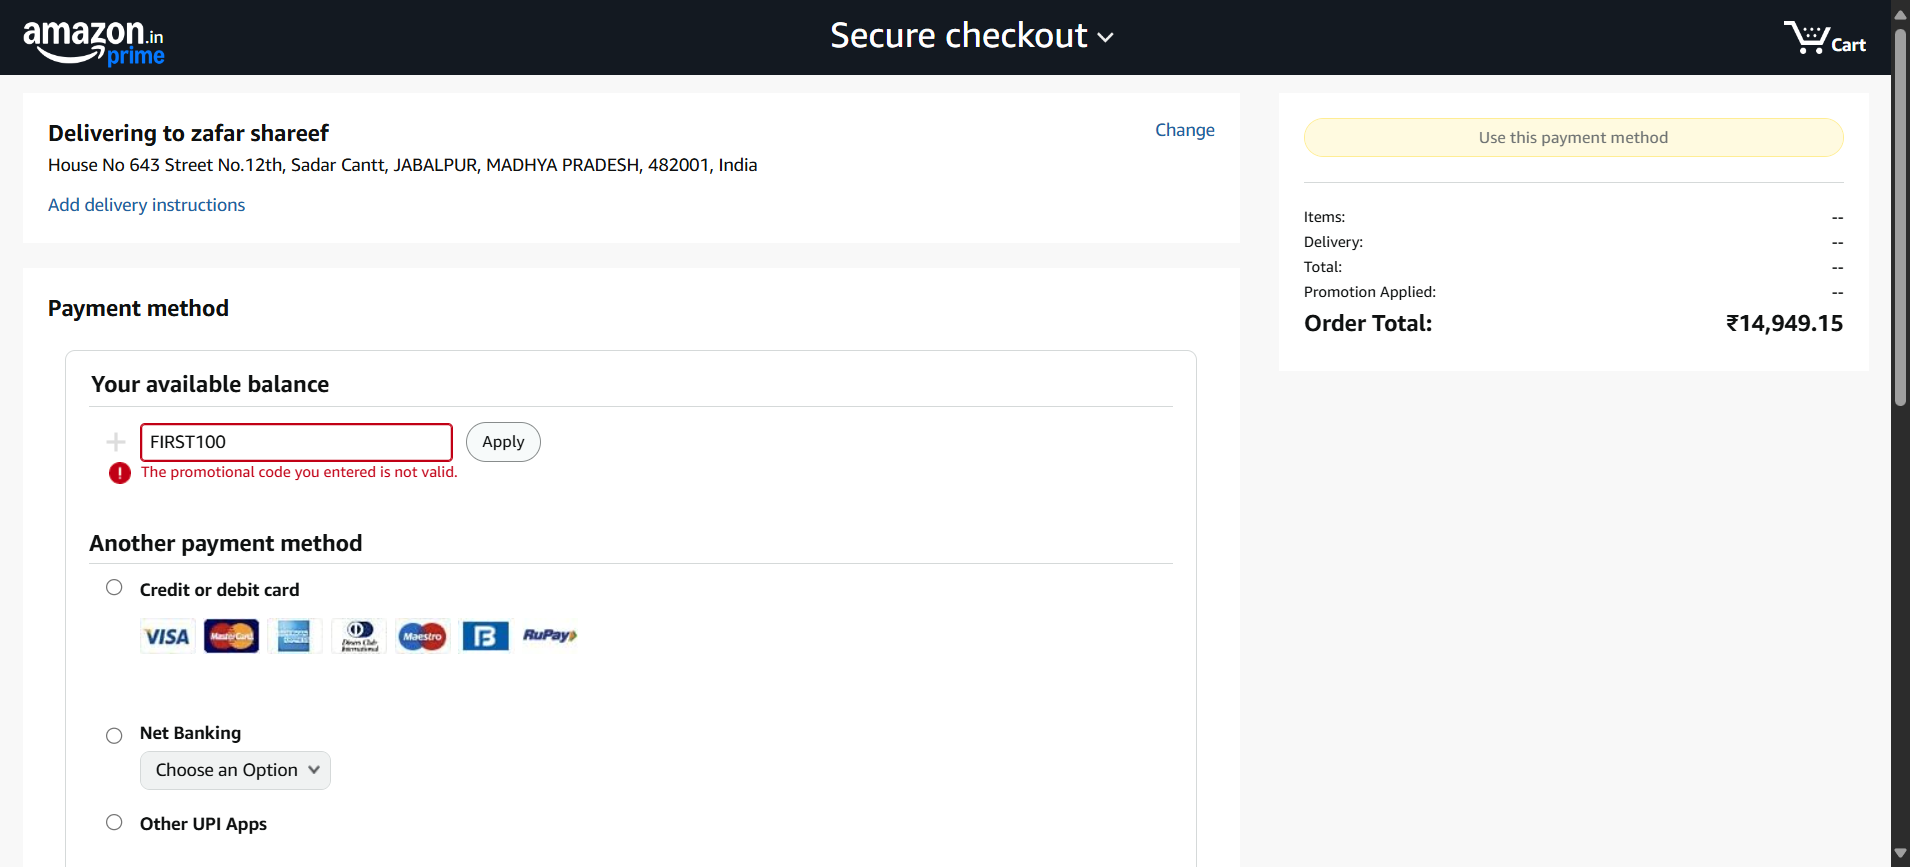 amazon.in
prime
Secure checkout
Cart
Delivering to zafar shareef
Change
House No 643 Street No.12th, Sadar Cantt, JABALPUR, MADHYA PRADESH, 482001, India
Add delivery instructions
Use this payment method
Items: --
Delivery: --
Total: --
Promotion Applied: --
Order Total: ₹14,949.15
Payment method
Your available balance
FIRST100
Apply
! The promotional code you entered is not valid.
Another payment method
Credit or debit card
VISA MasterCard Diners Club International Maestro B RuPay
Net Banking
Choose an Option
Other UPI Apps